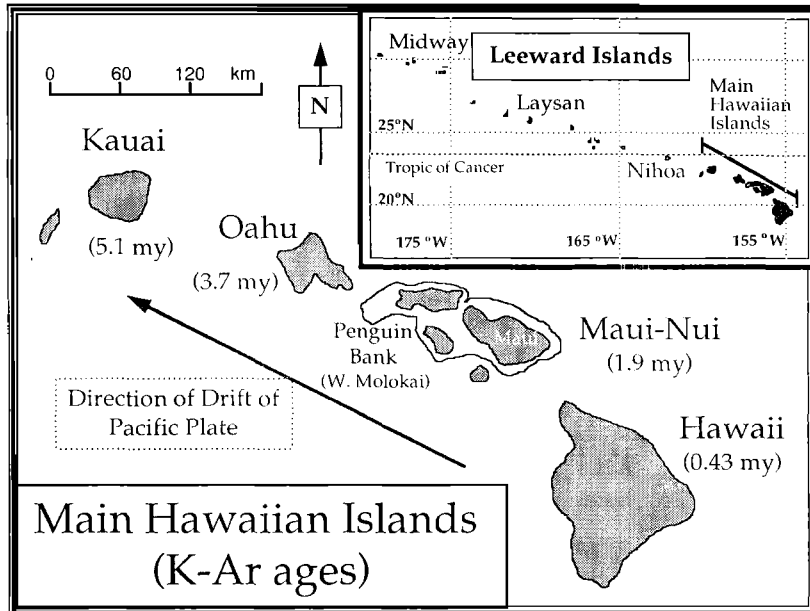 0 60 120 km
N
Kauai
(5.1 my)
Oahu
(3.7 my)
Penguin
Bank
(W. Molokai)
Maui
Maui-Nui
(1.9 my)
Hawaii
(0.43 my)
Direction of Drift of
Pacific Plate
Main Hawaiian Islands
(K-Ar ages)
Midway
Leeward Islands
Laysan
Main
Hawaiian
Islands
25°N
Tropic of Cancer
Nihoa
20°N
175 °W 165 °W 155 °W